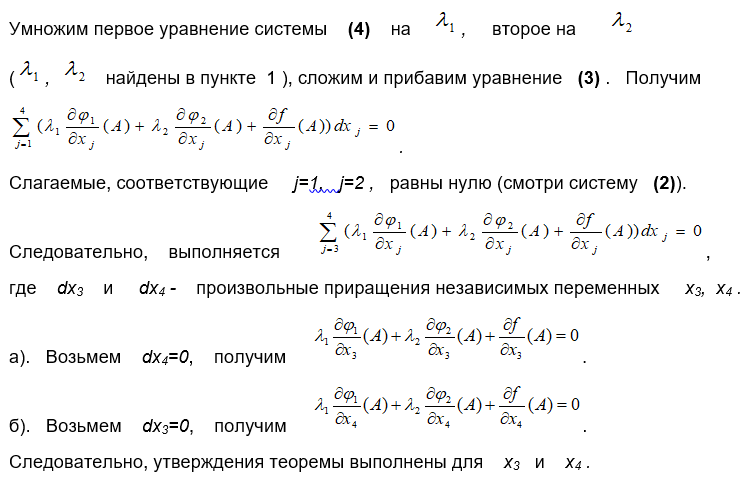 Умножим первое уравнение системы (4) на λ₁ , второе на λ₂
( λ₁ , λ₂ найдены в пункте 1 ), сложим и прибавим уравнение (3) . Получим
∑_{j=1}^{4} (λ₁ ∂φ₁/∂x_j (A) + λ₂ ∂φ₂/∂x_j (A) + ∂f/∂x_j (A)) dx_j = 0 .
Слагаемые, соответствующие j=1, j=2 , равны нулю (смотри систему (2)).
Следовательно, выполняется ∑_{j=3}^{4} (λ₁ ∂φ₁/∂x_j (A) + λ₂ ∂φ₂/∂x_j (A) + ∂f/∂x_j (A)) dx_j = 0 ,
где dx₃ и dx₄ - произвольные приращения независимых переменных x₃, x₄ .
а). Возьмем dx₄=0, получим λ₁ ∂φ₁/∂x₃ (A) + λ₂ ∂φ₂/∂x₃ (A) + ∂f/∂x₃ (A) = 0 .
б). Возьмем dx₃=0, получим λ₁ ∂φ₁/∂x₄ (A) + λ₂ ∂φ₂/∂x₄ (A) + ∂f/∂x₄ (A) = 0 .
Следовательно, утверждения теоремы выполнены для x₃ и x₄ .